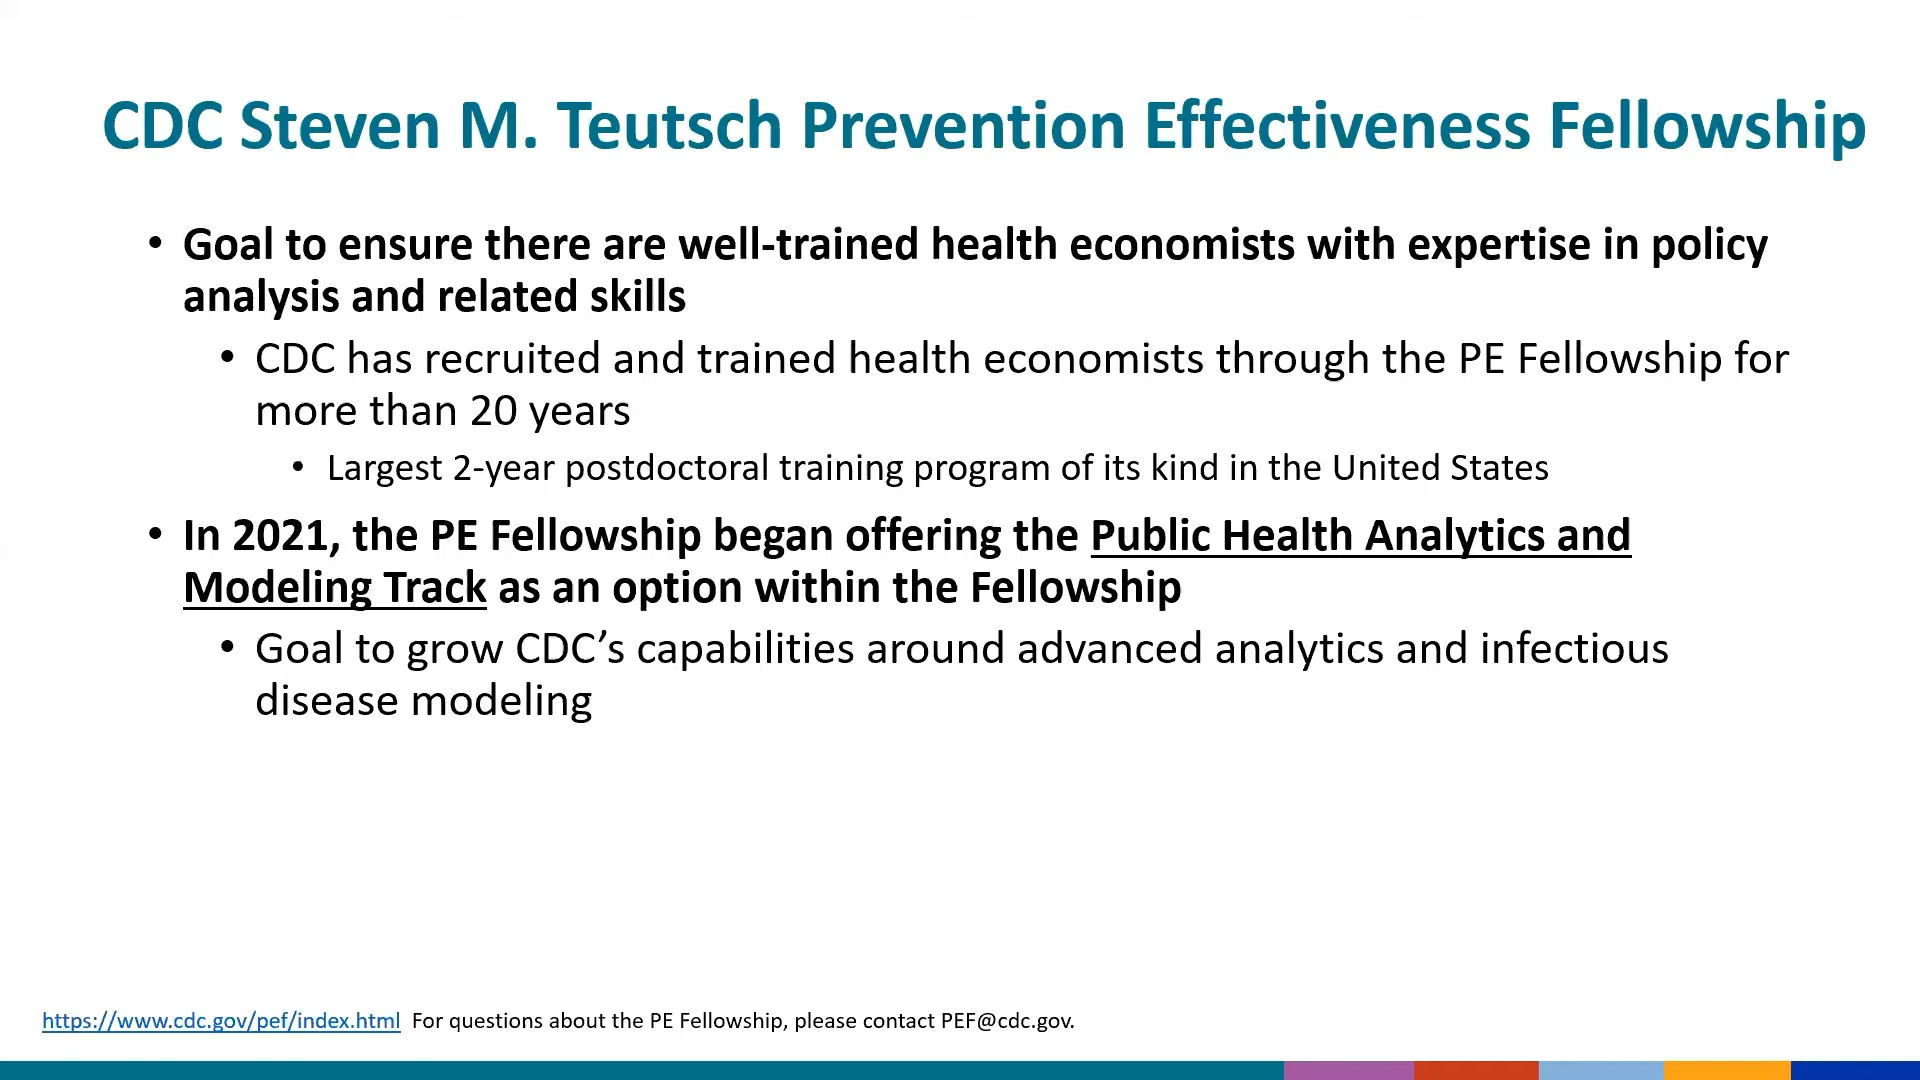 CDC Steven M. Teutsch Prevention Effectiveness Fellowship
• Goal to ensure there are well-trained health economists with expertise in policy
analysis and related skills
• CDC has recruited and trained health economists through the PE Fellowship for
more than 20 years
• Largest 2-year postdoctoral training program of its kind in the United States
• In 2021, the PE Fellowship began offering the Public Health Analytics and
Modeling Track as an option within the Fellowship
• Goal to grow CDC’s capabilities around advanced analytics and infectious
disease modeling
https://www.cdc.gov/pef/index.html For questions about the PE Fellowship, please contact PEF@cdc.gov.